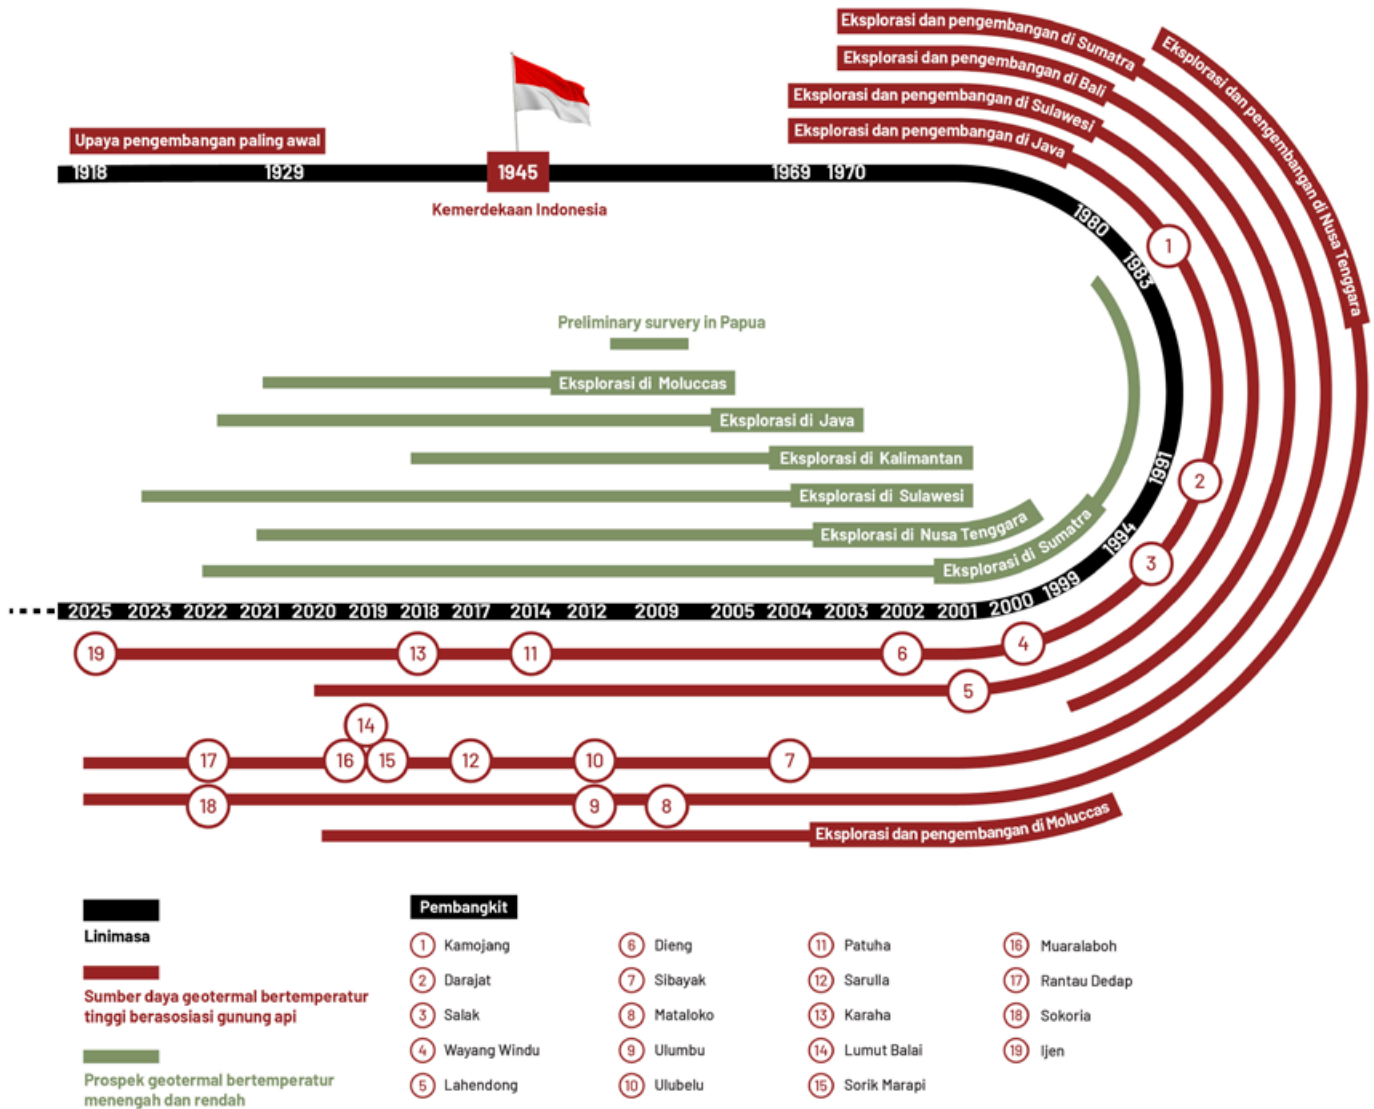 Eksplorasi dan pengembangan di Sumatra
Eksplorasi dan pengembangan di Bali
Eksplorasi dan pengembangan di Sulawesi
Eksplorasi dan pengembangan di Java
Eksplorasi dan pengembangan di Nusa Tenggara
Upaya pengembangan paling awal
1918
1929
1945
1969
1970
Kemerdekaan Indonesia
1980
1
1983
Preliminary survery in Papua
Eksplorasi di Moluccas
Eksplorasi di Java
Eksplorasi di Kalimantan
1991
2
Eksplorasi di Sulawesi
Eksplorasi di Nusa Tenggara
1994
3
Eksplorasi di Sumatra
1999
2025 2023 2022 2021 2020 2019 2018 2017 2014 2012 2009 2005 2004 2003 2002 2001 2000
19 13 11 6 4
5
14
17 16 15 12 10 7
18 9 8
Eksplorasi dan pengembangan di Moluccas
Linimasa
Sumber daya geotermal bertemperatur
tinggi berasosiasi gunung api
Prospek geotermal bertemperatur
menengah dan rendah
Pembangkit
1 Kamojang
2 Darajat
3 Salak
4 Wayang Windu
5 Lahendong
6 Dieng
7 Sibayak
8 Mataloko
9 Ulumbu
10 Ulubelu
11 Patuha
12 Sarulla
13 Karaha
14 Lumut Balai
15 Sorik Marapi
16 Muaralaboh
17 Rantau Dedap
18 Sokoria
19 Ijen